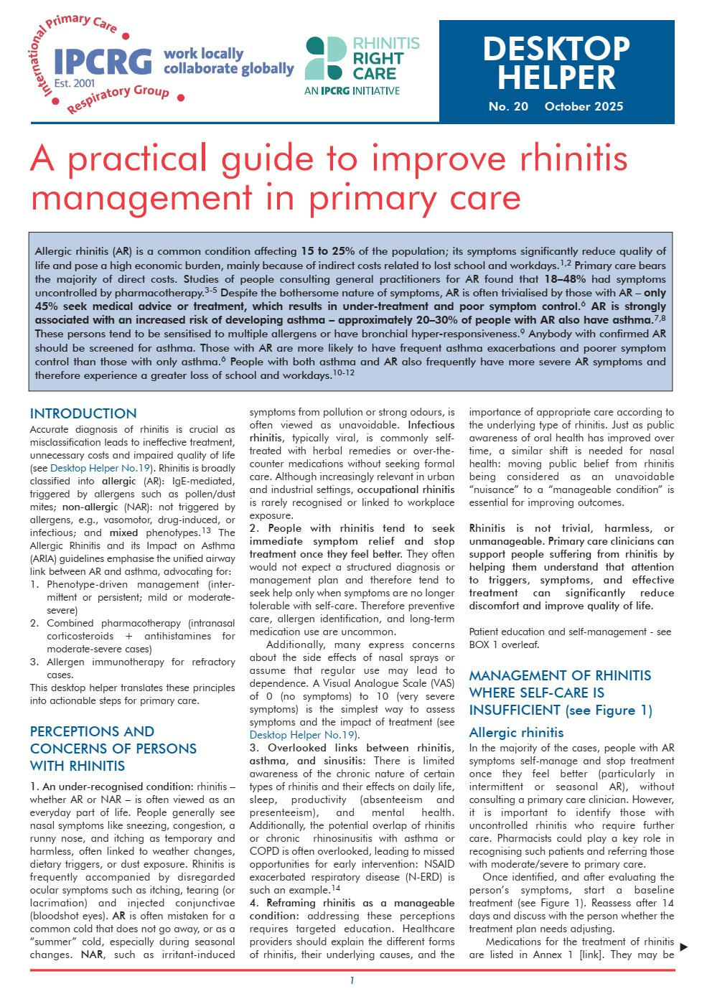 International Primary Care
IPCRG
Est. 2001
Respiratory Group
work locally
collaborate globally
RHINITIS
RIGHT
CARE
AN IPCRG INITIATIVE
DESKTOP
HELPER
No. 20 October 2025
A practical guide to improve rhinitis
management in primary care
Allergic rhinitis (AR) is a common condition affecting 15 to 25% of the population; its symptoms significantly reduce quality of
life and pose a high economic burden, mainly because of indirect costs related to lost school and workdays.1,2 Primary care bears
the majority of direct costs. Studies of people consulting general practitioners for AR found that 18–48% had symptoms
uncontrolled by pharmacotherapy.3-5 Despite the bothersome nature of symptoms, AR is often trivialised by those with AR – only
45% seek medical advice or treatment, which results in under-treatment and poor symptom control.6 AR is strongly
associated with an increased risk of developing asthma – approximately 20–30% of people with AR also have asthma.7,8
These persons tend to be sensitised to multiple allergens or have bronchial hyper-responsiveness.9 Anybody with confirmed AR
should be screened for asthma. Those with AR are more likely to have frequent asthma exacerbations and poorer symptom
control than those with only asthma.6 People with both asthma and AR also frequently have more severe AR symptoms and
therefore experience a greater loss of school and workdays.10-12
INTRODUCTION
Accurate diagnosis of rhinitis is crucial as
misclassification leads to ineffective treatment,
unnecessary costs and impaired quality of life
(see Desktop Helper No.19). Rhinitis is broadly
classified into allergic (AR): IgE-mediated,
triggered by allergens such as pollen/dust
mites; non-allergic (NAR): not triggered by
allergens, e.g., vasomotor, drug-induced, or
infectious; and mixed phenotypes.13 The
Allergic Rhinitis and its Impact on Asthma
(ARIA) guidelines emphasise the unified airway
link between AR and asthma, advocating for:
1. Phenotype-driven management (inter-
mittent or persistent; mild or moderate-
severe)
2. Combined pharmacotherapy (intranasal
corticosteroids + antihistamines for
moderate-severe cases)
3. Allergen immunotherapy for refractory
cases.
This desktop helper translates these principles
into actionable steps for primary care.
PERCEPTIONS AND
CONCERNS OF PERSONS
WITH RHINITIS
1. An under-recognised condition: rhinitis –
whether AR or NAR – is often viewed as an
everyday part of life. People generally see
nasal symptoms like sneezing, congestion, a
runny nose, and itching as temporary and
harmless, often linked to weather changes,
dietary triggers, or dust exposure. Rhinitis is
frequently accompanied by disregarded
ocular symptoms such as itching, tearing (or
lacrimation) and injected conjunctivae
(bloodshot eyes). AR is often mistaken for a
common cold that does not go away, or as a
“summer” cold, especially during seasonal
changes. NAR, such as irritant-induced
symptoms from pollution or strong odours, is
often viewed as unavoidable. Infectious
rhinitis, typically viral, is commonly self-
treated with herbal remedies or over-the-
counter medications without seeking formal
care. Although increasingly relevant in urban
and industrial settings, occupational rhinitis
is rarely recognised or linked to workplace
exposure.
2. People with rhinitis tend to seek
immediate symptom relief and stop
treatment once they feel better. They often
would not expect a structured diagnosis or
management plan and therefore tend to
seek help only when symptoms are no longer
tolerable with self-care. Therefore preventive
care, allergen identification, and long-term
medication use are uncommon.
Additionally, many express concerns
about the side effects of nasal sprays or
assume that regular use may lead to
dependence. A Visual Analogue Scale (VAS)
of 0 (no symptoms) to 10 (very severe
symptoms) is the simplest way to assess
symptoms and the impact of treatment (see
Desktop Helper No.19).
3. Overlooked links between rhinitis,
asthma, and sinusitis: There is limited
awareness of the chronic nature of certain
types of rhinitis and their effects on daily life,
sleep, productivity (absenteeism and
presenteeism), and mental health.
Additionally, the potential overlap of rhinitis
or chronic rhinosinusitis with asthma or
COPD is often overlooked, leading to missed
opportunities for early intervention: NSAID
exacerbated respiratory disease (N-ERD) is
such an example.14
4. Reframing rhinitis as a manageable
condition: addressing these perceptions
requires targeted education. Healthcare
providers should explain the different forms
of rhinitis, their underlying causes, and the
importance of appropriate care according to
the underlying type of rhinitis. Just as public
awareness of oral health has improved over
time, a similar shift is needed for nasal
health: moving public belief from rhinitis
being considered as an unavoidable
“nuisance” to a “manageable condition” is
essential for improving outcomes.
Rhinitis is not trivial, harmless, or
unmanageable. Primary care clinicians can
support people suffering from rhinitis by
helping them understand that attention
to triggers, symptoms, and effective
treatment can significantly reduce
discomfort and improve quality of life.
Patient education and self-management - see
BOX 1 overleaf.
MANAGEMENT OF RHINITIS
WHERE SELF-CARE IS
INSUFFICIENT (see Figure 1)
Allergic rhinitis
In the majority of the cases, people with AR
symptoms self-manage and stop treatment
once they feel better (particularly in
intermittent or seasonal AR), without
consulting a primary care clinician. However,
it is important to identify those with
uncontrolled rhinitis who require further
care. Pharmacists could play a key role in
recognising such patients and referring those
with moderate/severe to primary care.
Once identified, and after evaluating the
person’s symptoms, start a baseline
treatment (see Figure 1). Reassess after 14
days and discuss with the person whether the
treatment plan needs adjusting.
Medications for the treatment of rhinitis
are listed in Annex 1 [link]. They may be
1